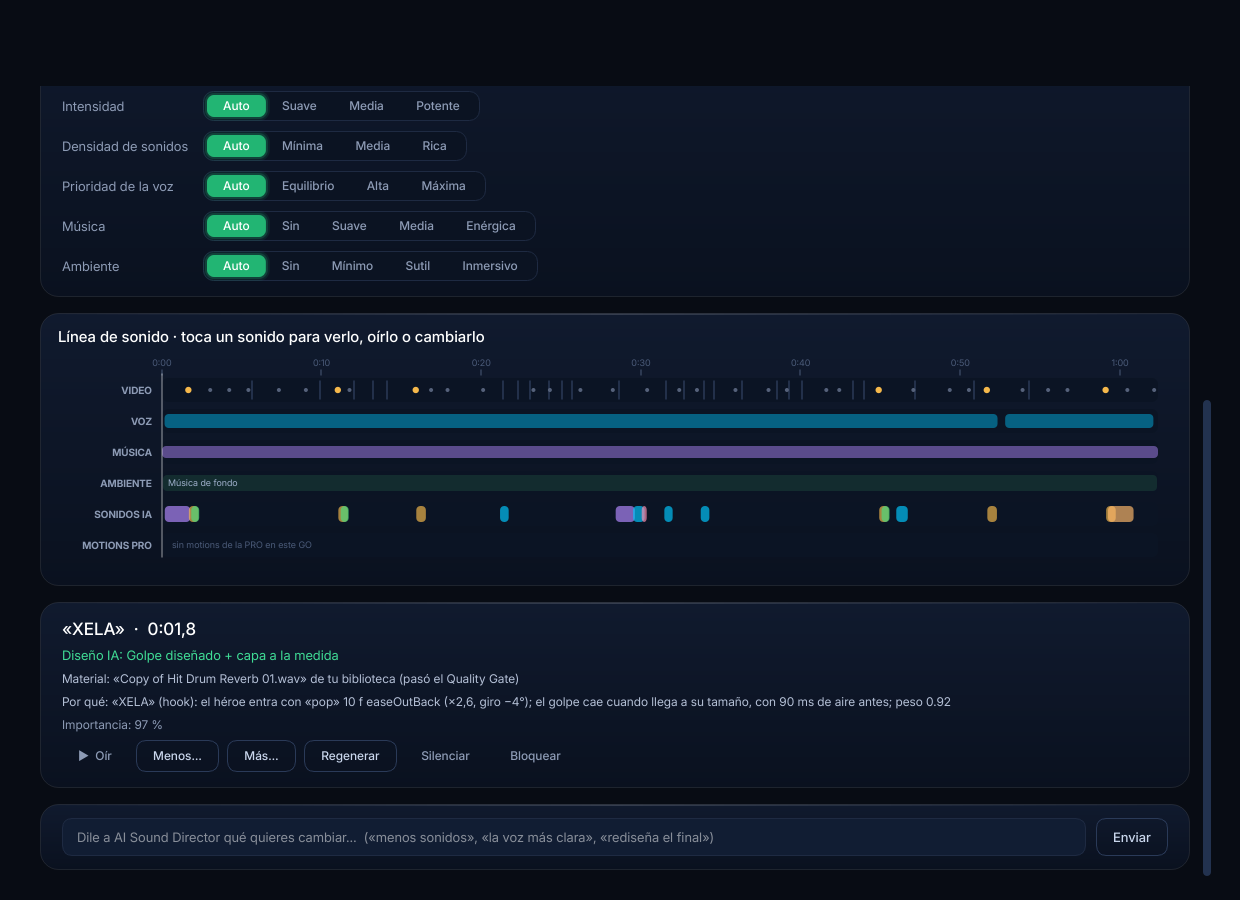 Intensidad Auto Suave Media Potente
Densidad de sonidos Auto Mínima Media Rica
Prioridad de la voz Auto Equilibrio Alta Máxima
Música Auto Sin Suave Media Enérgica
Ambiente Auto Sin Mínimo Sutil Inmersivo
Línea de sonido · toca un sonido para verlo, oírlo o cambiarlo
0:00 0:10 0:20 0:30 0:40 0:50 1:00
VIDEO
VOZ
MÚSICA
AMBIENTE Música de fondo
SONIDOS IA
MOTIONS PRO sin motions de la PRO en este GO
«XELA» · 0:01,8
Diseño IA: Golpe diseñado + capa a la medida
Material: «Copy of Hit Drum Reverb 01.wav» de tu biblioteca (pasó el Quality Gate)
Por qué: «XELA» (hook): el héroe entra con «pop» 10 f easeOutBack (×2,6, giro −4°); el golpe cae cuando llega a su tamaño, con 90 ms de aire antes; peso 0.92
Importancia: 97 %
▶ Oír Menos... Más... Regenerar Silenciar Bloquear
Dile a AI Sound Director qué quieres cambiar... («menos sonidos», «la voz más clara», «rediseña el final») Enviar